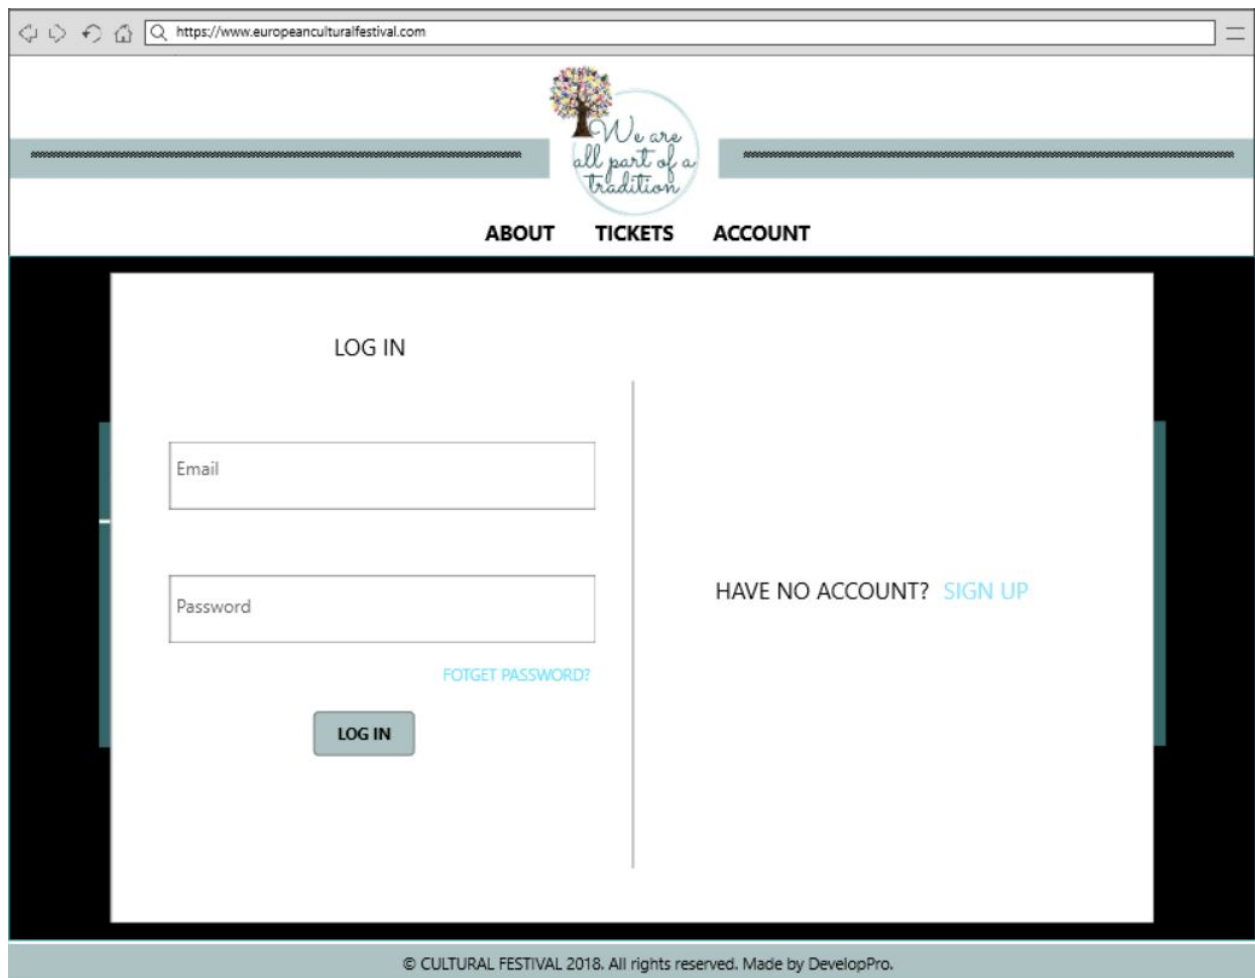 https://www.europeanculturalfestival.com
We are
all part of a
tradition
ABOUT TICKETS ACCOUNT
LOG IN
Email
Password
FOTGET PASSWORD?
LOG IN
HAVE NO ACCOUNT? SIGN UP
© CULTURAL FESTIVAL 2018. All rights reserved. Made by DevelopPro.